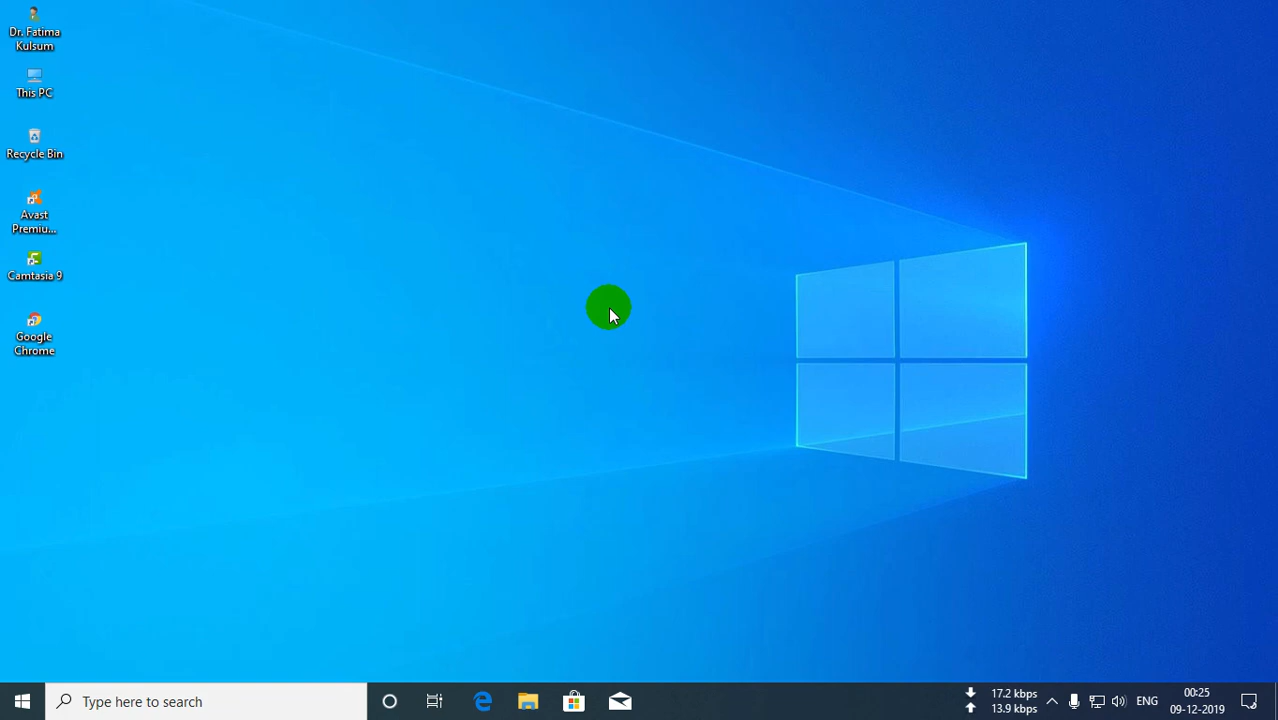 Dr. Fatima
Kulsum
This PC
Recycle Bin
Avast
Premiu...
Camtasia 9
Google
Chrome
Type here to search
17.2 kbps
13.9 kbps
ENG
00:25
09-12-2019